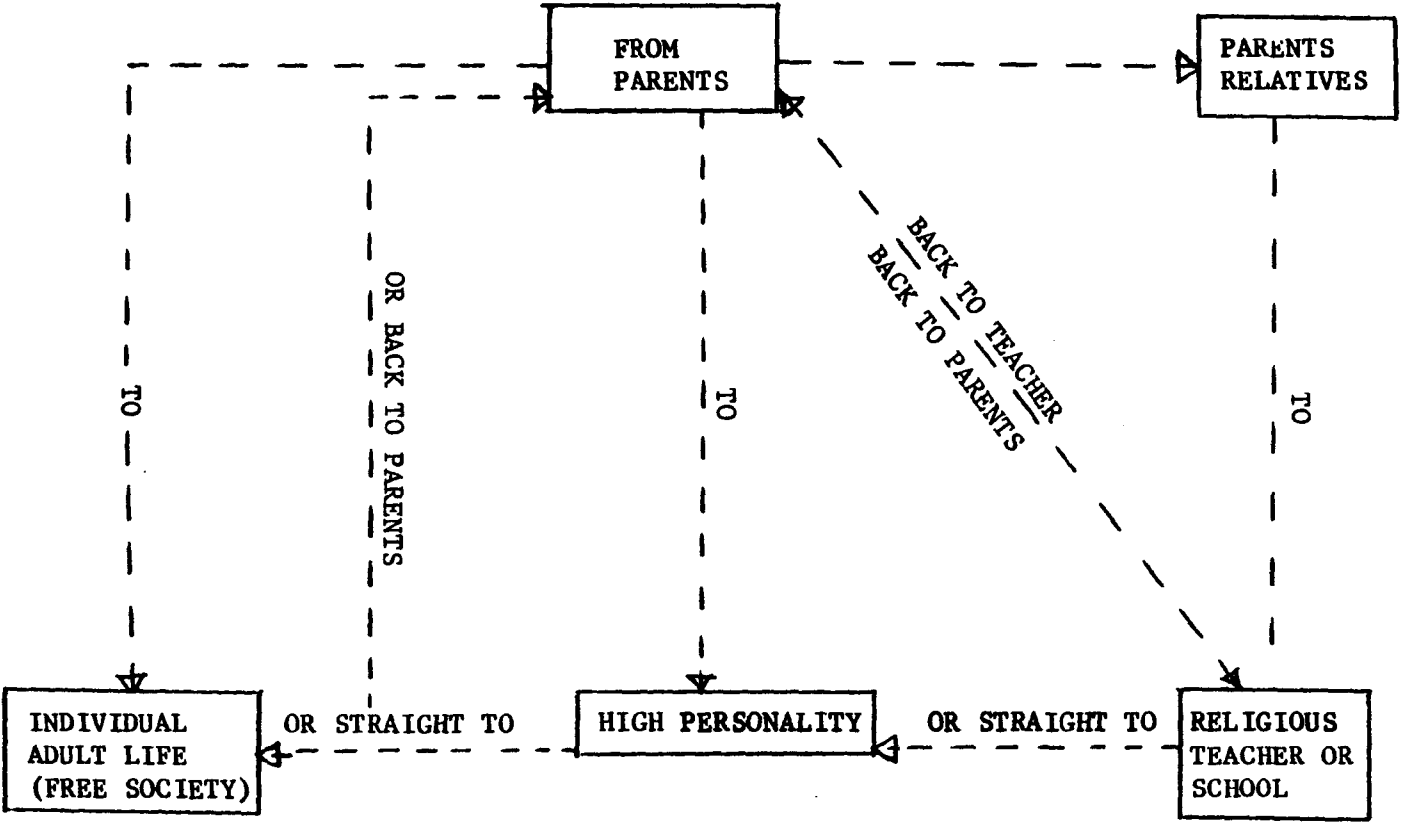 FROM
PARENTS
PARENTS
RELATIVES
BACK TO TEACHER
BACK TO PARENTS
OR BACK TO PARENTS
TO
TO
TO
INDIVIDUAL
ADULT LIFE
(FREE SOCIETY)
OR STRAIGHT TO
HIGH PERSONALITY
OR STRAIGHT TO
RELIGIOUS
TEACHER OR
SCHOOL